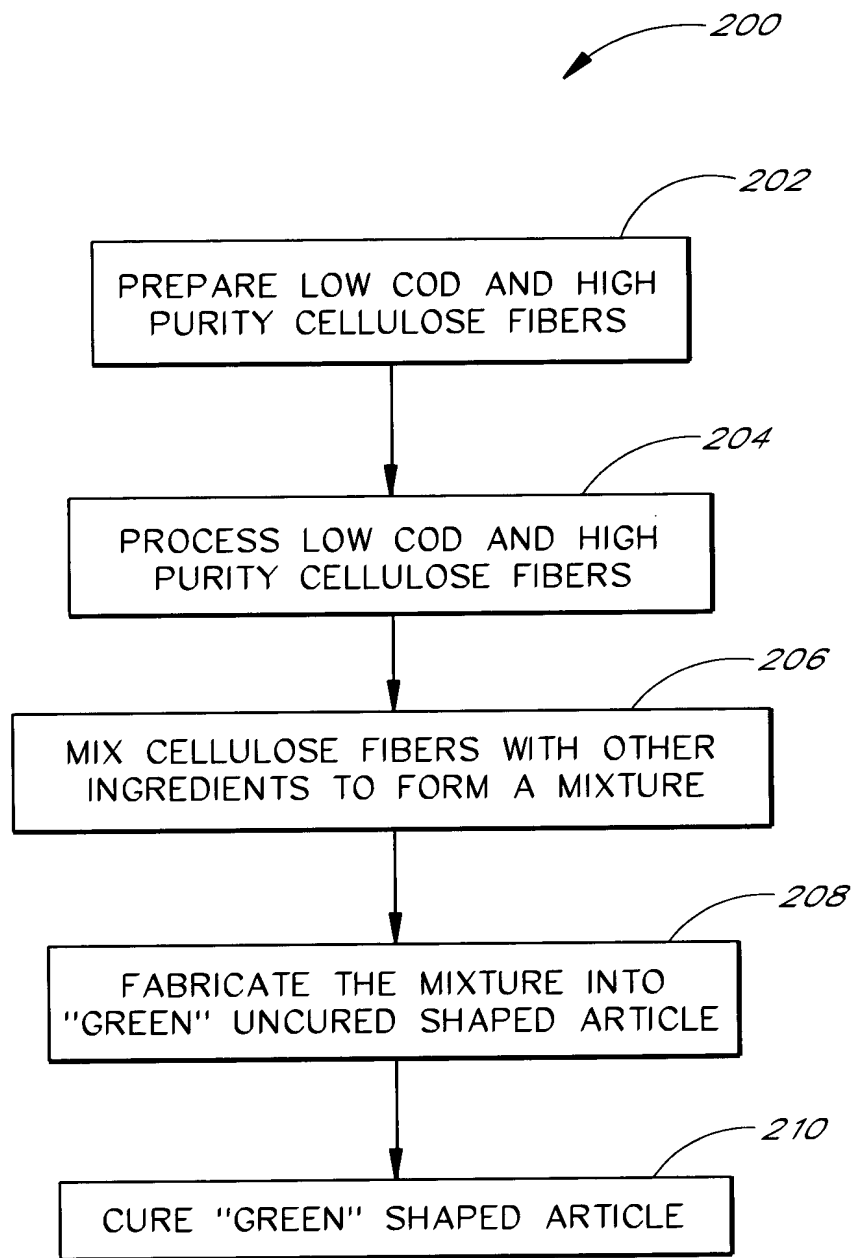 200
202
PREPARE LOW COD AND HIGH
PURITY CELLULOSE FIBERS
204
PROCESS LOW COD AND HIGH
PURITY CELLULOSE FIBERS
206
MIX CELLULOSE FIBERS WITH OTHER
INGREDIENTS TO FORM A MIXTURE
208
FABRICATE THE MIXTURE INTO
"GREEN" UNCURED SHAPED ARTICLE
210
CURE "GREEN" SHAPED ARTICLE